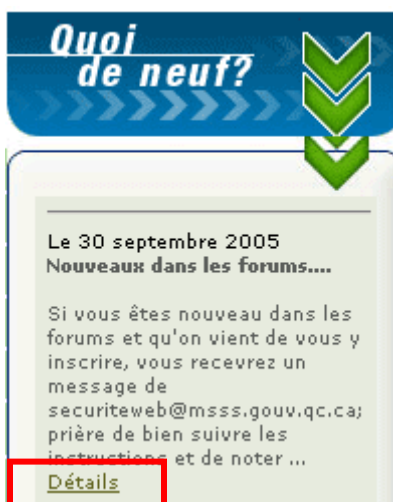 Quoi
de neuf?
Le 30 septembre 2005
Nouveaux dans les forums....
Si vous êtes nouveau dans les
forums et qu'on vient de vous y
inscrire, vous recevrez un
message de
securiteweb@msss.gouv.qc.ca;
prière de bien suivre les
instructions et de noter ...
Détails